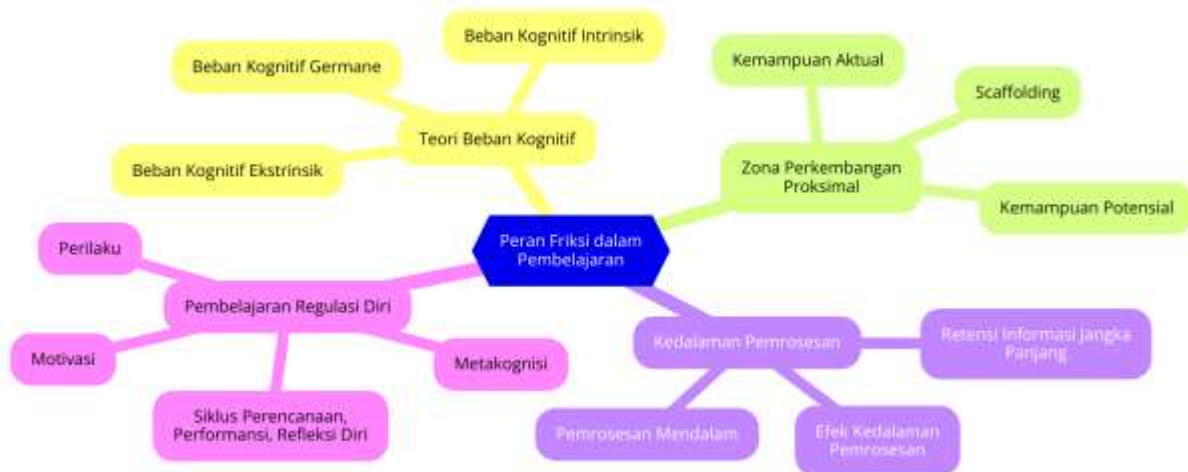 Peran Friksi dalam
Pembelajaran
Teori Beban Kognitif
Beban Kognitif Intrinsik
Beban Kognitif Germane
Beban Kognitif Ekstrinsik
Zona Perkembangan
Proksimal
Kemampuan Aktual
Scaffolding
Kemampuan Potensial
Pembelajaran Regulasi Diri
Perilaku
Motivasi
Siklus Perencanaan,
Performansi, Refleksi Diri
Metakognisi
Kedalaman Pemrosesan
Retensi Informasi Jangka
Panjang
Pemrosesan Mendalam
Efek Kedalaman
Pemrosesan